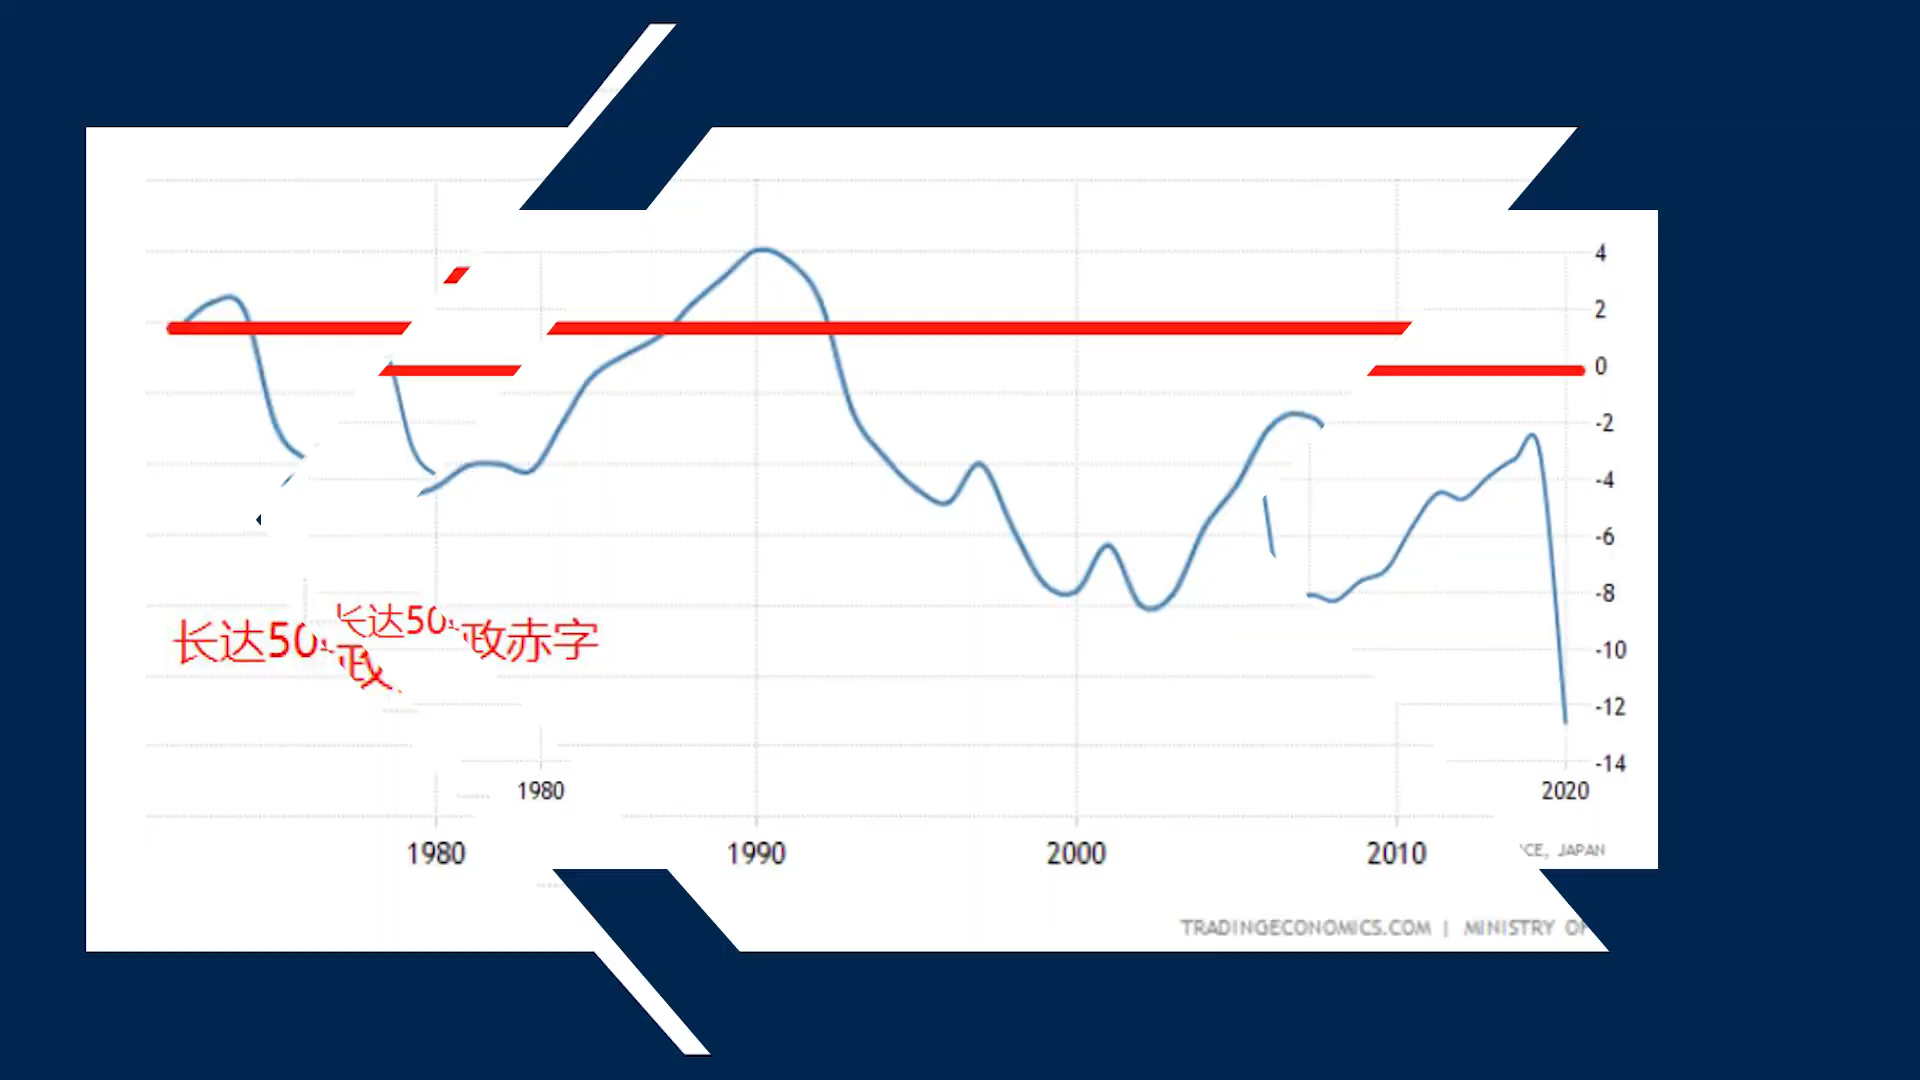 4
2
0
-2
-4
-6
-8
长达50
长达50
政赤字
政
-10
-12
-14
1980
2020
1980
1990
2000
2010
CE, JAPAN
TRADINGECONOMICS.COM | MINISTRY O